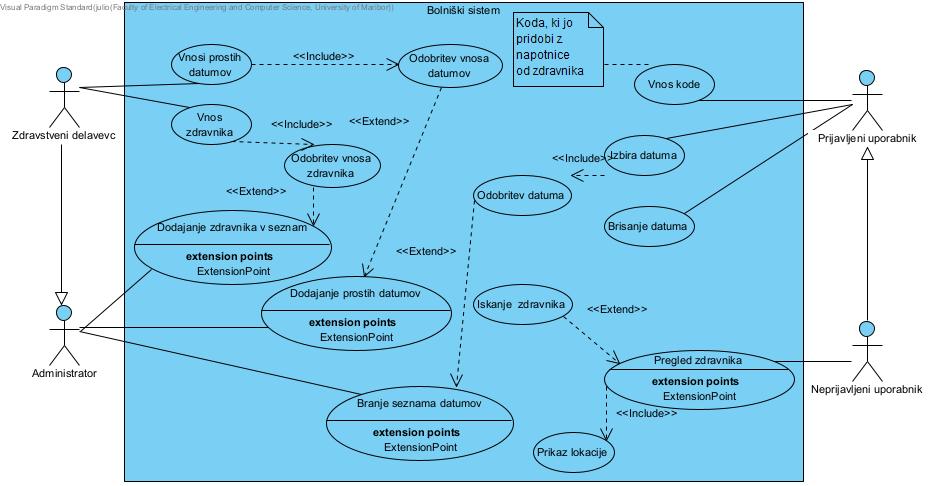 Visual Paradigm Standard(julio(Faculty of Electrical Engineering and Computer Science, University of Maribor))
Bolniški sistem
Koda, ki jo
pridobi z
napotnice
od zdravnika
Vnosi prostih
datumov
<<Include>>
Odobritev vnosa
datumov
Vnos kode
Zdravstveni delavevc
Prijavljeni uporabnik
Vnos
zdravnika
<<Include>>
<<Extend>>
Odobritev vnosa
zdravnika
<<Include>>
Izbira datuma
<<Extend>>
Odobritev datuma
Brisanje datuma
Dodajanje zdravnika v seznam
extension points
ExtensionPoint
<<Extend>>
Dodajanje prostih datumov
extension points
ExtensionPoint
Iskanje zdravnika
<<Extend>>
Administrator
Pregled zdravnika
extension points
ExtensionPoint
Neprijavljeni uporabnik
<<Include>>
Branje seznama datumov
extension points
ExtensionPoint
Prikaz lokacije